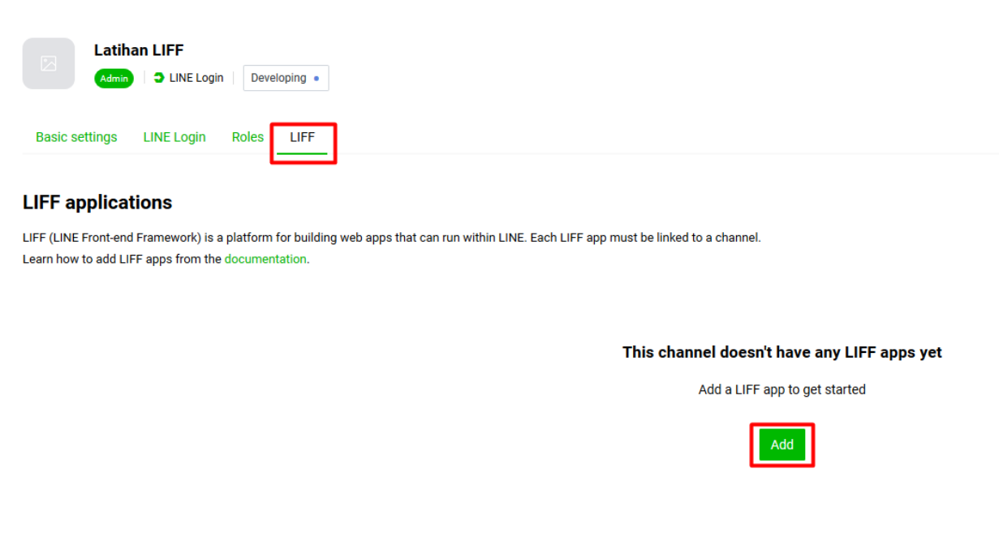 Latihan LIFF
Admin LINE Login Developing
Basic settings LINE Login Roles LIFF
LIFF applications
LIFF (LINE Front-end Framework) is a platform for building web apps that can run within LINE. Each LIFF app must be linked to a channel.
Learn how to add LIFF apps from the documentation.
This channel doesn't have any LIFF apps yet
Add a LIFF app to get started
Add